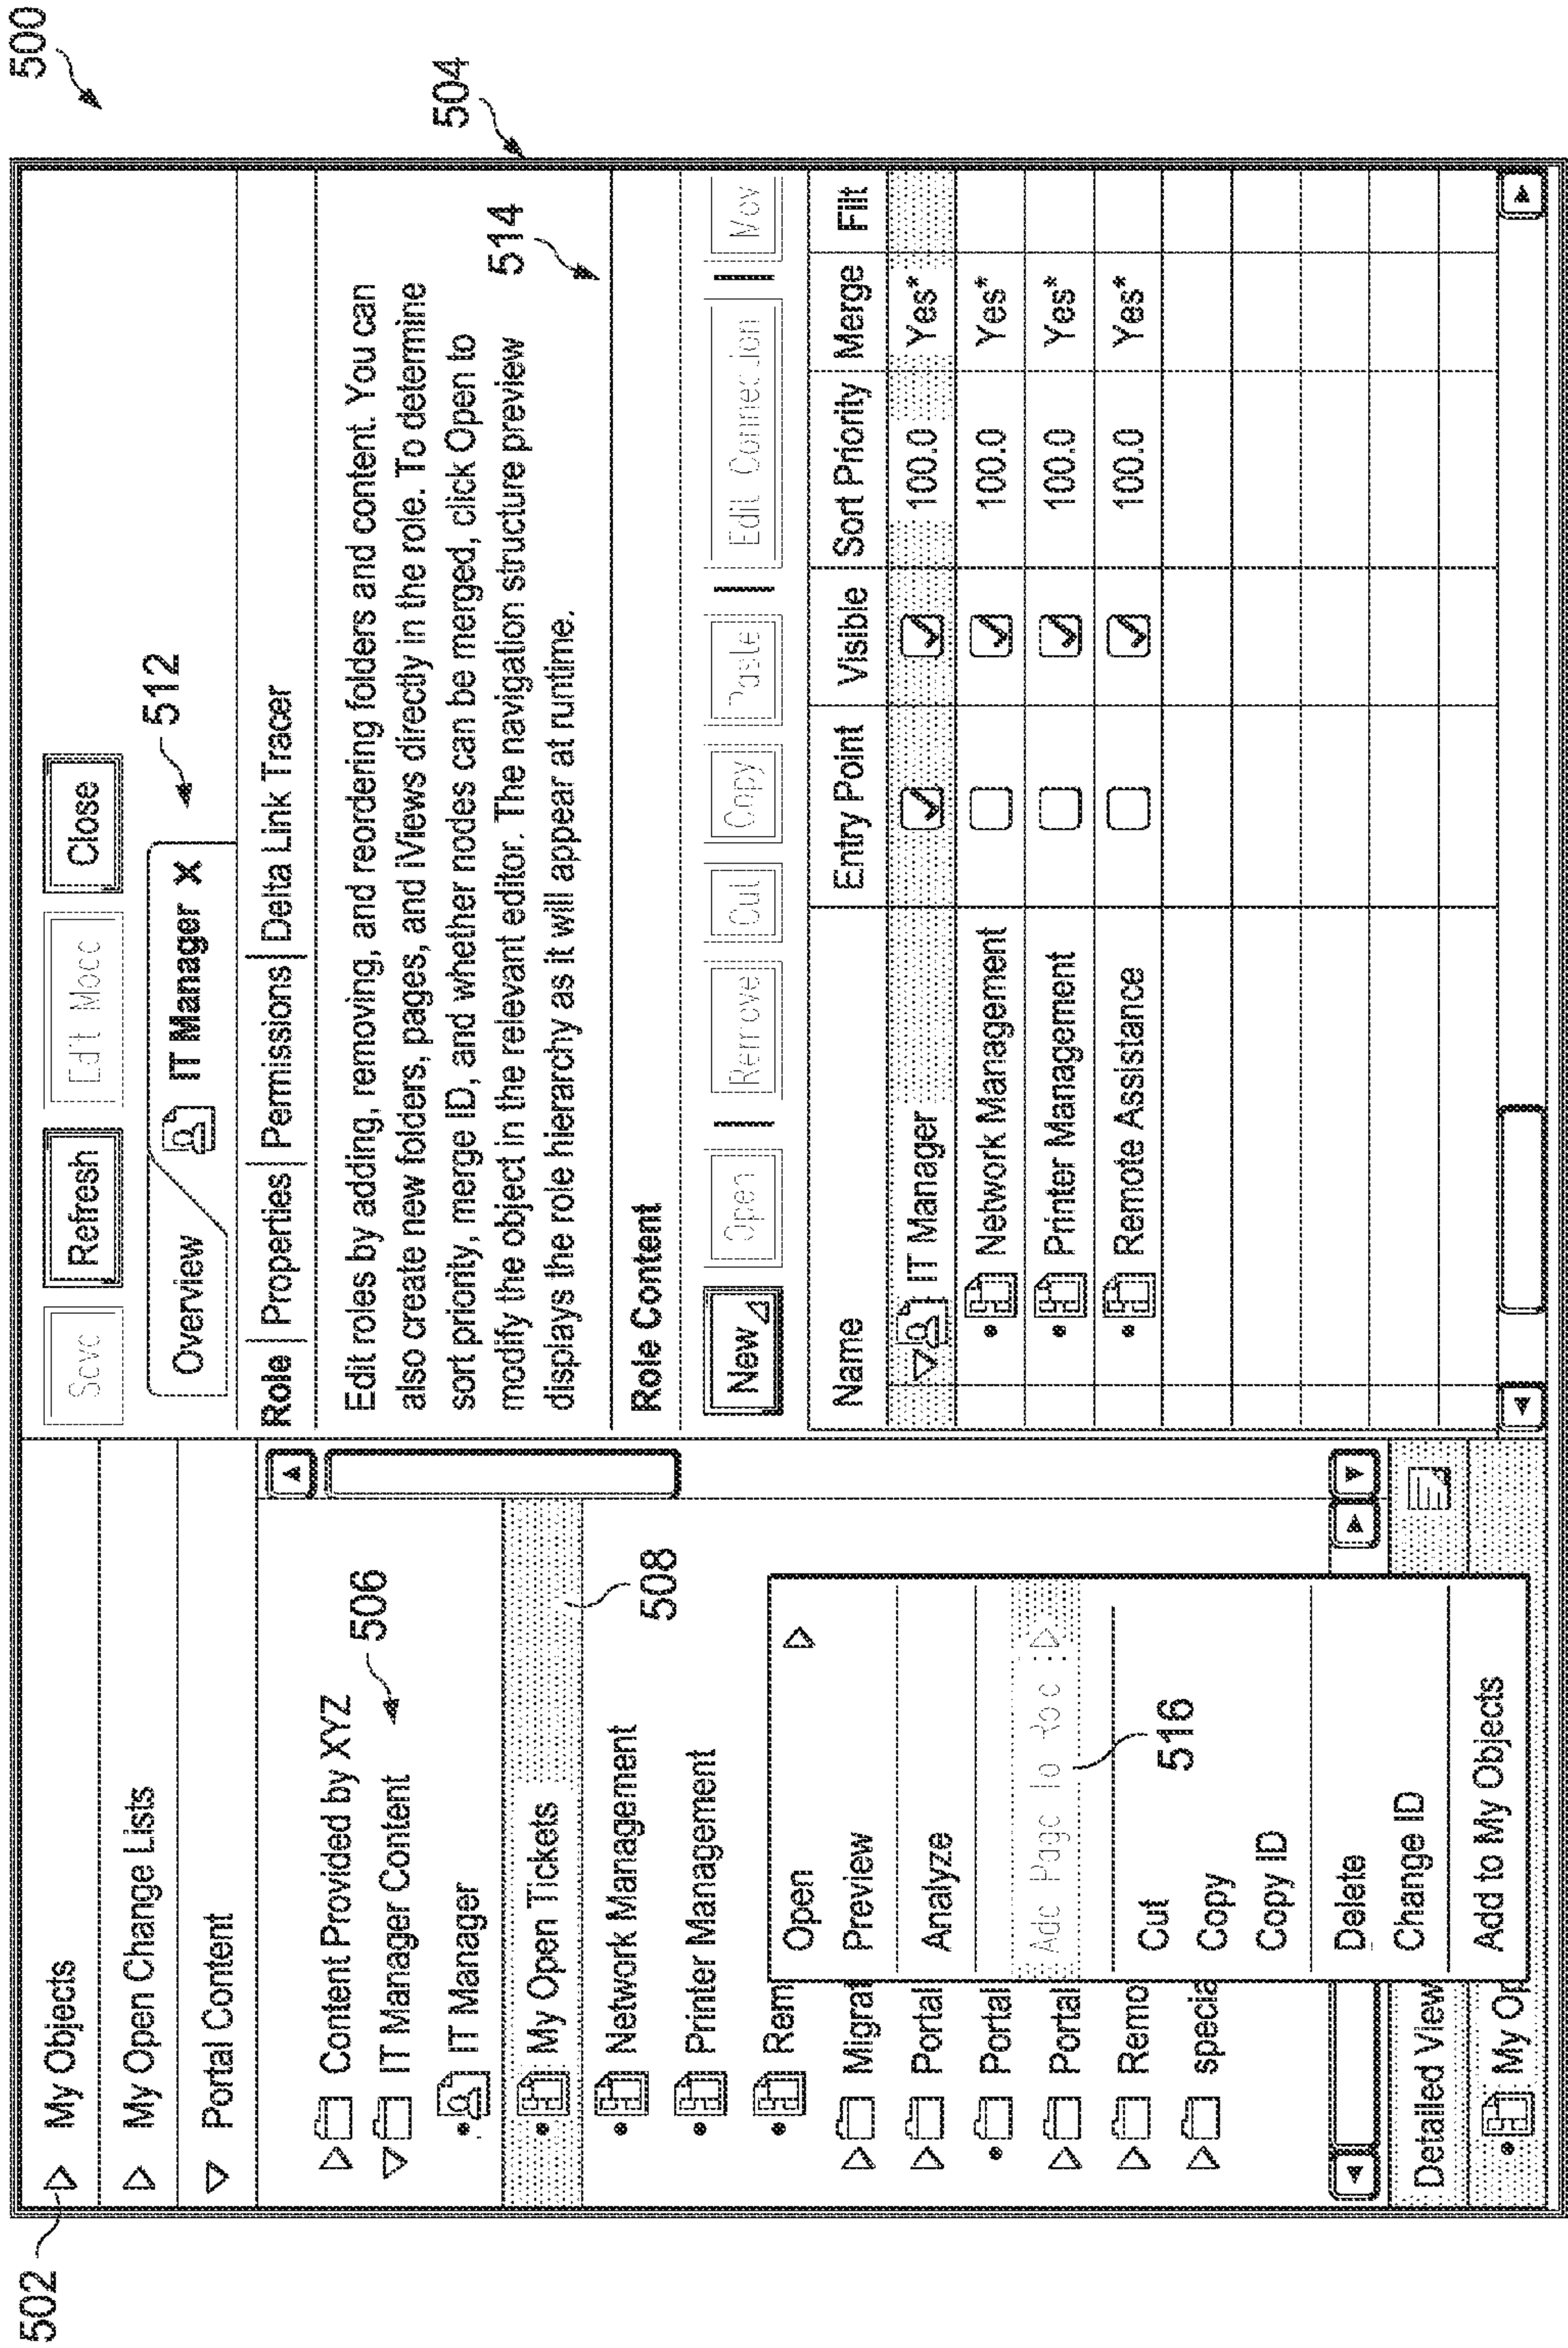 500
502
504
My Objects
My Open Change Lists
Portal Content
Content Provided by XYZ
IT Manager Content
506
IT Manager
My Open Tickets
508
Network Management
Printer Management
Rem
Migrat
Portal
Portal
Portal
Remo
specia
Detailed View
My Op
Open
Preview
Analyze
Add Page To Role
516
Cut
Copy
Copy ID
Delete
Change ID
Add to My Objects
Save Refresh Edit Close
Overview IT Manager X
512
Role Properties Permissions Delta Link Tracer
Edit roles by adding, removing, and reordering folders and content. You can
also create new folders, pages, and iViews directly in the role. To determine
sort priority, merge ID, and whether nodes can be merged, click Open to
modify the object in the relevant editor. The navigation structure preview
displays the role hierarchy as it will appear at runtime.
514
Role Content
New Open Remove Cut Copy Paste Edit Connection Mov
Name Entry Point Visible Sort Priority Merge Filt
IT Manager 100.0 Yes*
Network Management 100.0 Yes*
Printer Management 100.0 Yes*
Remote Assistance 100.0 Yes*